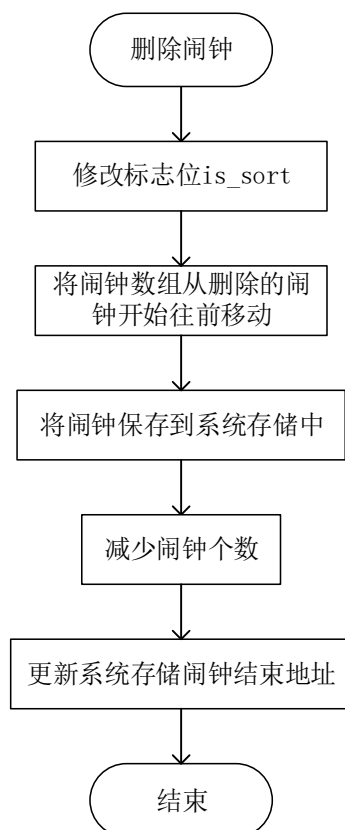 删除闹钟
修改标志位is_sort
将闹钟数组从删除的闹
钟开始往前移动
将闹钟保存到系统存储中
减少闹钟个数
更新系统存储闹钟结束地址
结束